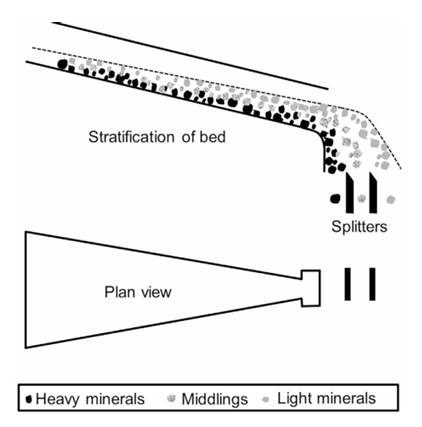 Stratification of bed
Splitters
Plan view
Heavy minerals Middlings Light minerals